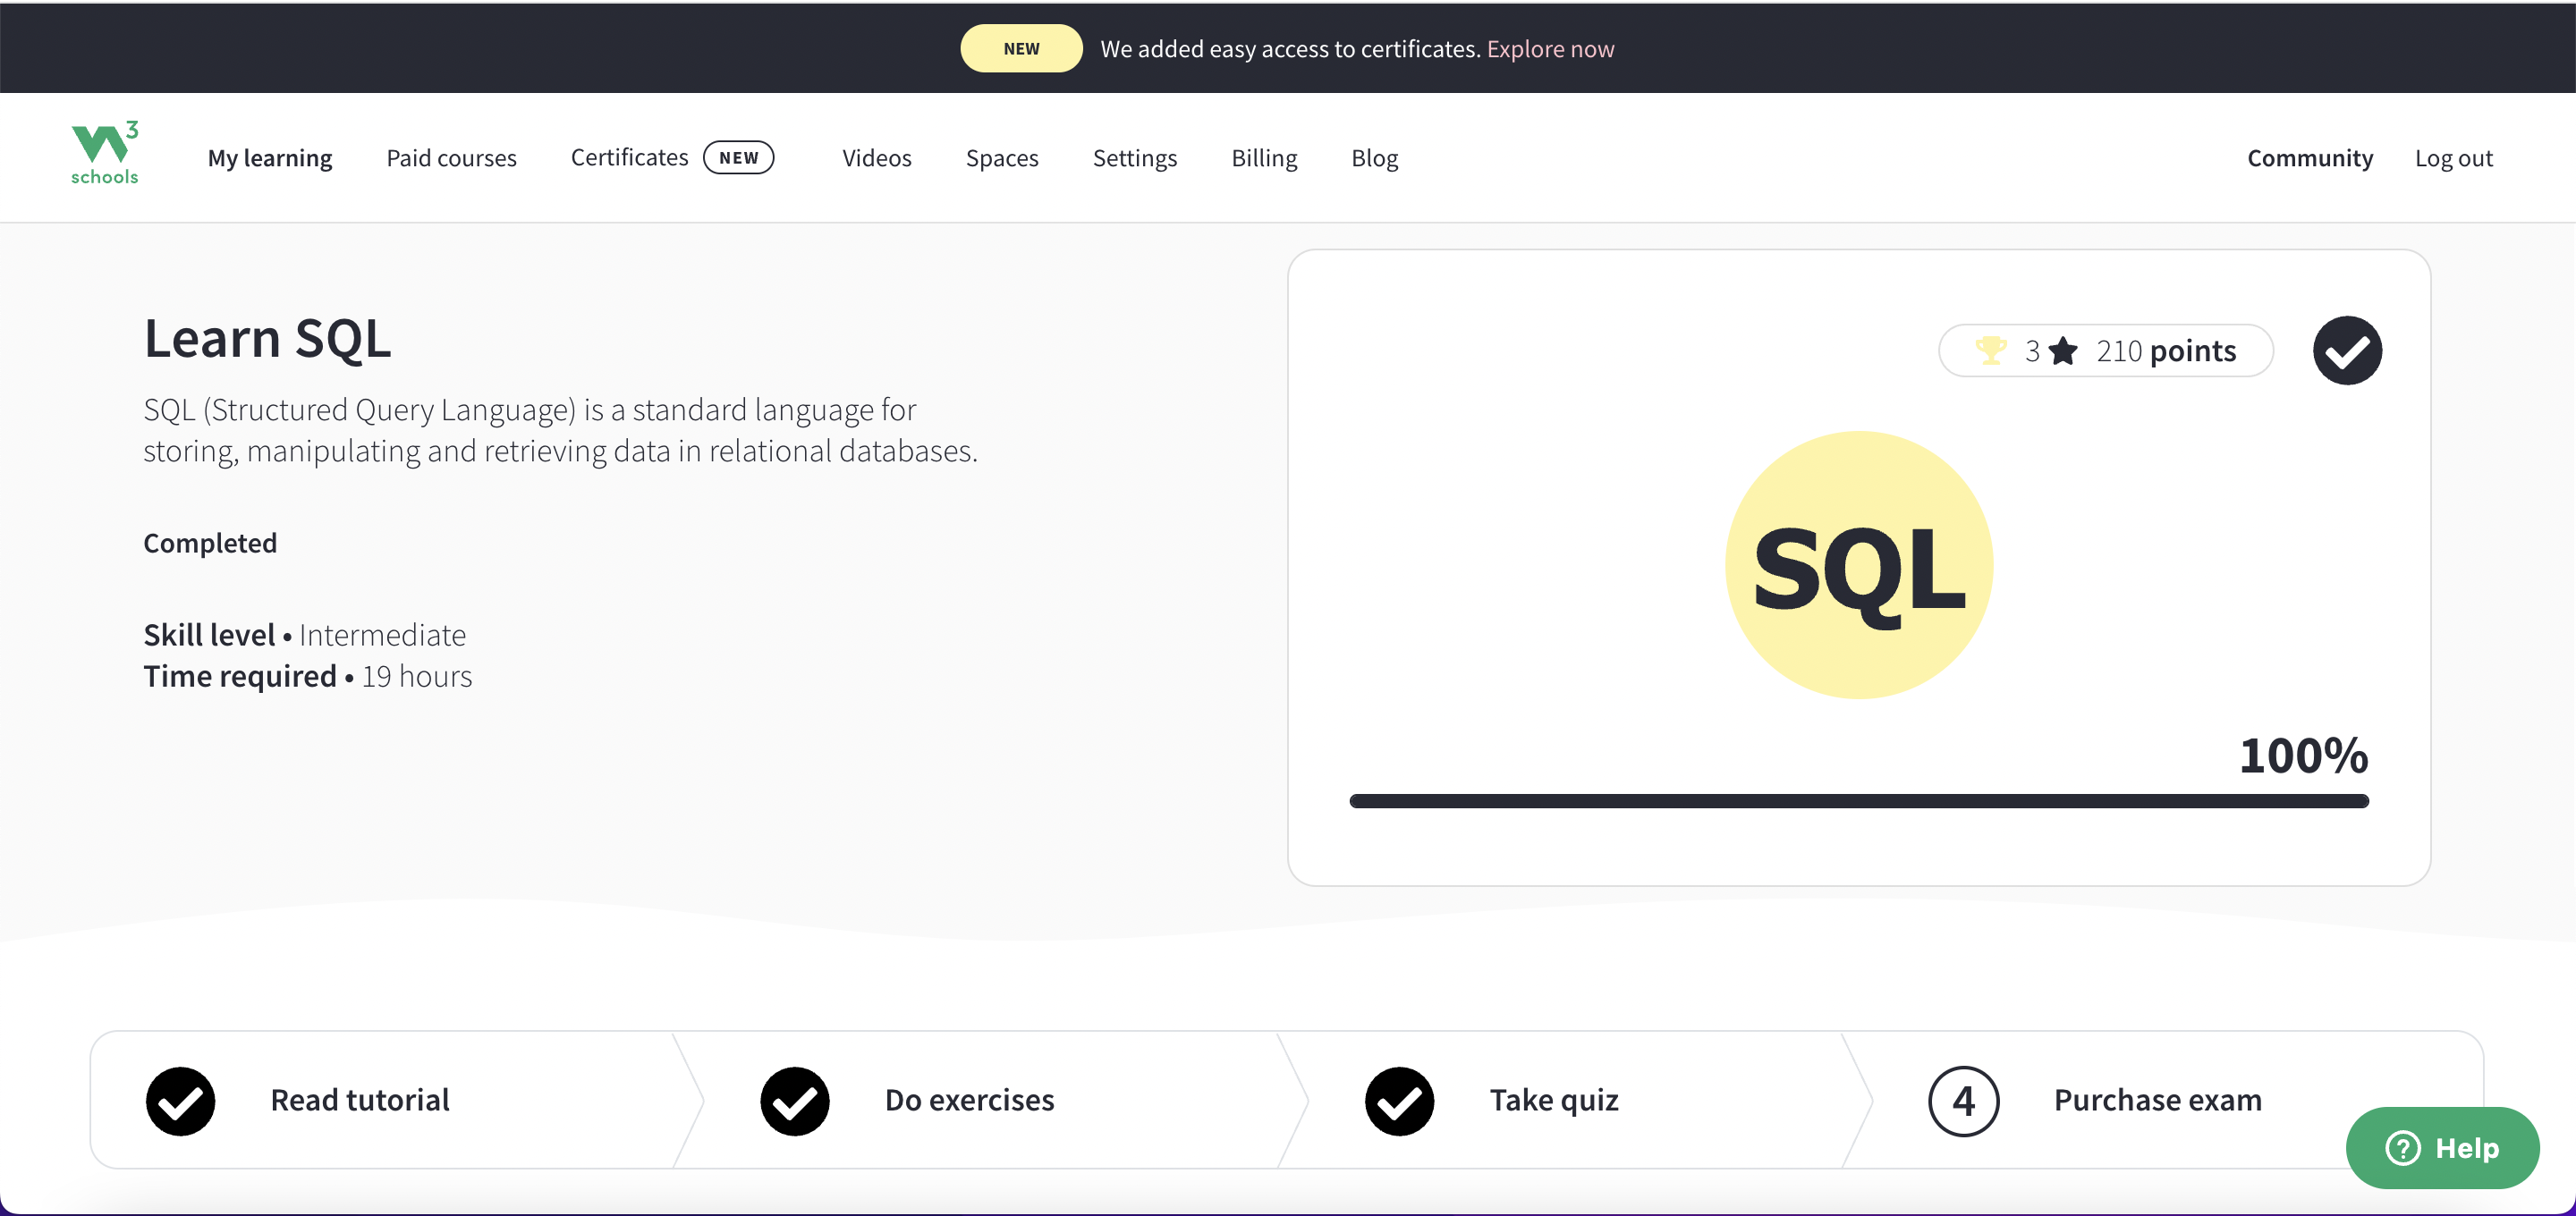 NEW We added easy access to certificates. Explore now
W3 schools
My learning Paid courses Certificates NEW Videos Spaces Settings Billing Blog Community Log out
Learn SQL
SQL (Structured Query Language) is a standard language for
storing, manipulating and retrieving data in relational databases.
Completed
Skill level • Intermediate
Time required • 19 hours
3 210 points
SQL
100%
Read tutorial Do exercises Take quiz 4 Purchase exam
? Help